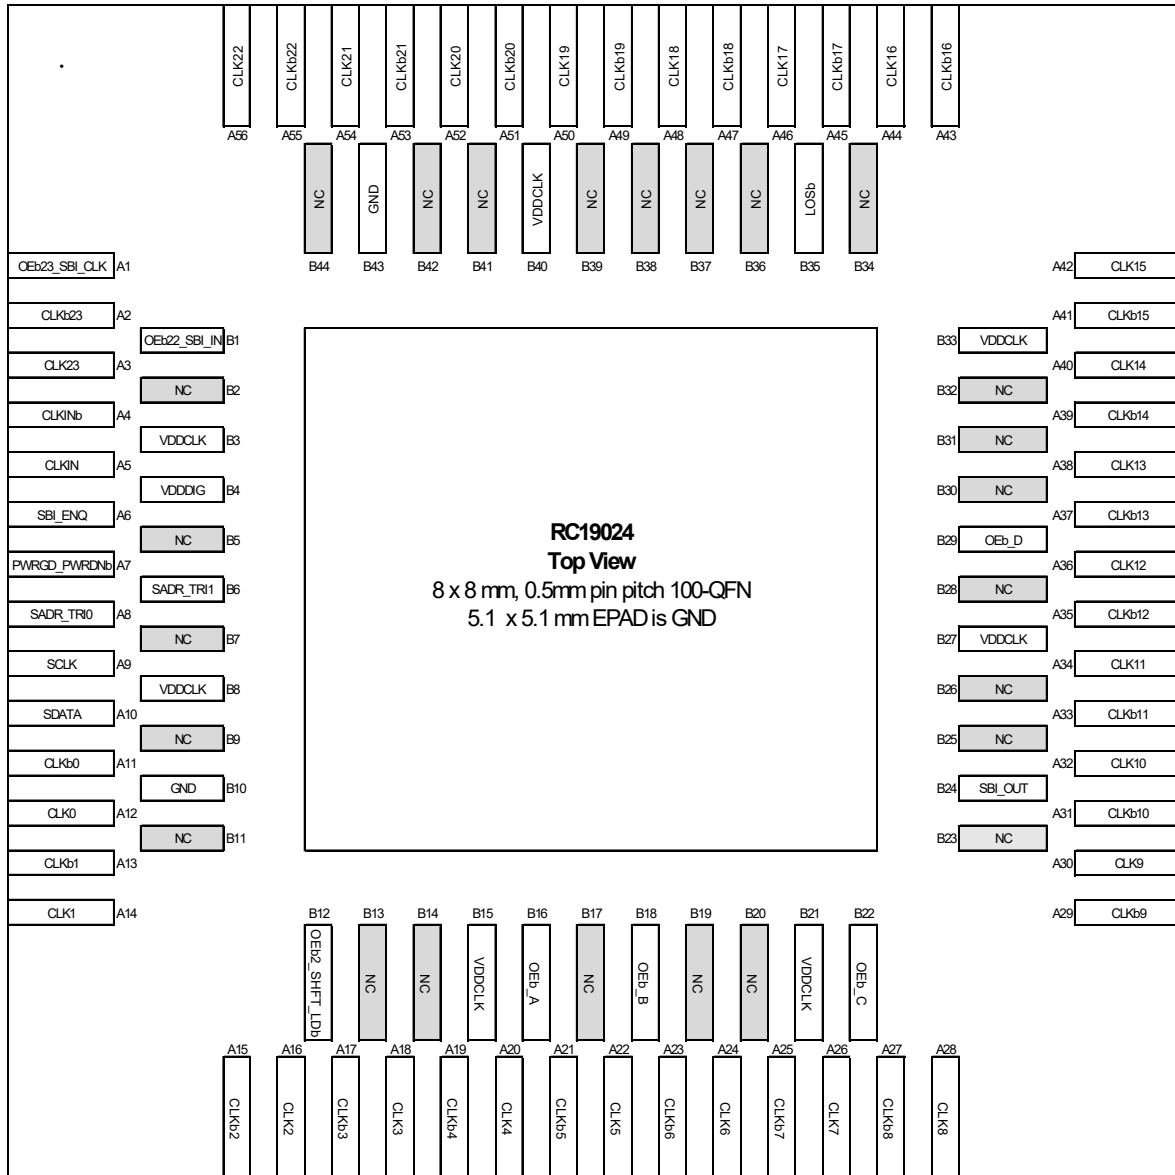 CLK22 CLKb22 CLK21 CLKb21 CLK20 CLKb20 CLK19 CLKb19 CLK18 CLKb18 CLK17 CLKb17 CLK16 CLKb16
A56 A55 A54 A53 A52 A51 A50 A49 A48 A47 A46 A45 A44 A43
NC GND NC NC VDDCLK NC NC NC NC LOSb NC
B44 B43 B42 B41 B40 B39 B38 B37 B36 B35 B34
OEb23_SBI_CLK A1
A42 CLK15
CLKb23 A2
A41 CLKb15
OEb22_SBI_IN B1
B33 VDDCLK
CLK23 A3
A40 CLK14
NC B2
B32 NC
CLKINb A4
A39 CLKb14
VDDCLK B3
B31 NC
CLKIN A5
A38 CLK13
VDDDIG B4
B30 NC
SBI_ENQ A6
A37 CLKb13
NC B5
B29 OEb_D
PWRGD_PWRDNb A7
A36 CLK12
SADR_TRI1 B6
B28 NC
SADR_TRI0 A8
A35 CLKb12
NC B7
B27 VDDCLK
SCLK A9
A34 CLK11
VDDCLK B8
B26 NC
SDATA A10
A33 CLKb11
NC B9
B25 NC
CLKb0 A11
A32 CLK10
GND B10
B24 SBI_OUT
CLK0 A12
A31 CLKb10
NC B11
B23 NC
CLKb1 A13
A30 CLK9
CLK1 A14
A29 CLKb9
RC19024
Top View
8 x 8 mm, 0.5mm pin pitch 100-QFN
5.1 x 5.1 mm EPAD is GND
B12 B13 B14 B15 B16 B17 B18 B19 B20 B21 B22
OEb2_SHFT_LDb NC NC VDDCLK OEb_A NC OEb_B NC NC VDDCLK OEb_C
A15 A16 A17 A18 A19 A20 A21 A22 A23 A24 A25 A26 A27 A28
CLKb2 CLK2 CLKb3 CLK3 CLKb4 CLK4 CLKb5 CLK5 CLKb6 CLK6 CLKb7 CLK7 CLKb8 CLK8